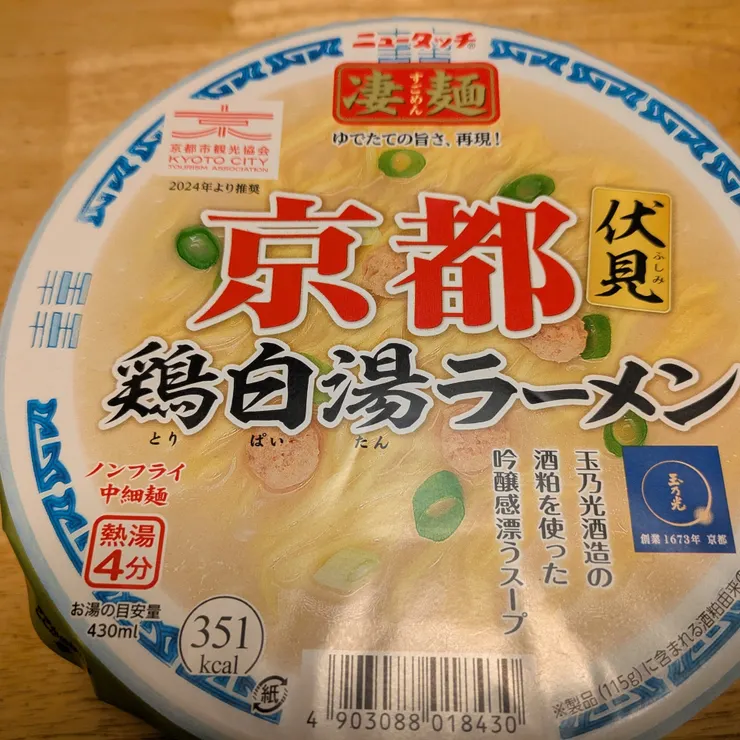 ニュータッチ
凄麺
すごめん
ゆでたての旨さ、再現!
京都市観光協会
KYOTO CITY
TOURISM ASSOCIATION
2024年より推奨
京都
伏見
ふしみ
鶏白湯ラーメン
とり ぱい たん
ノンフライ
中細麺
熱湯
4分
お湯の目安量
430ml
351
kcal
玉乃光酒造の
酒粕を使った
吟醸感漂うスープ
玉乃光
創業1673年 京都
紙
4 903088 018430
※製品(115g)に含まれる酒粕由来の